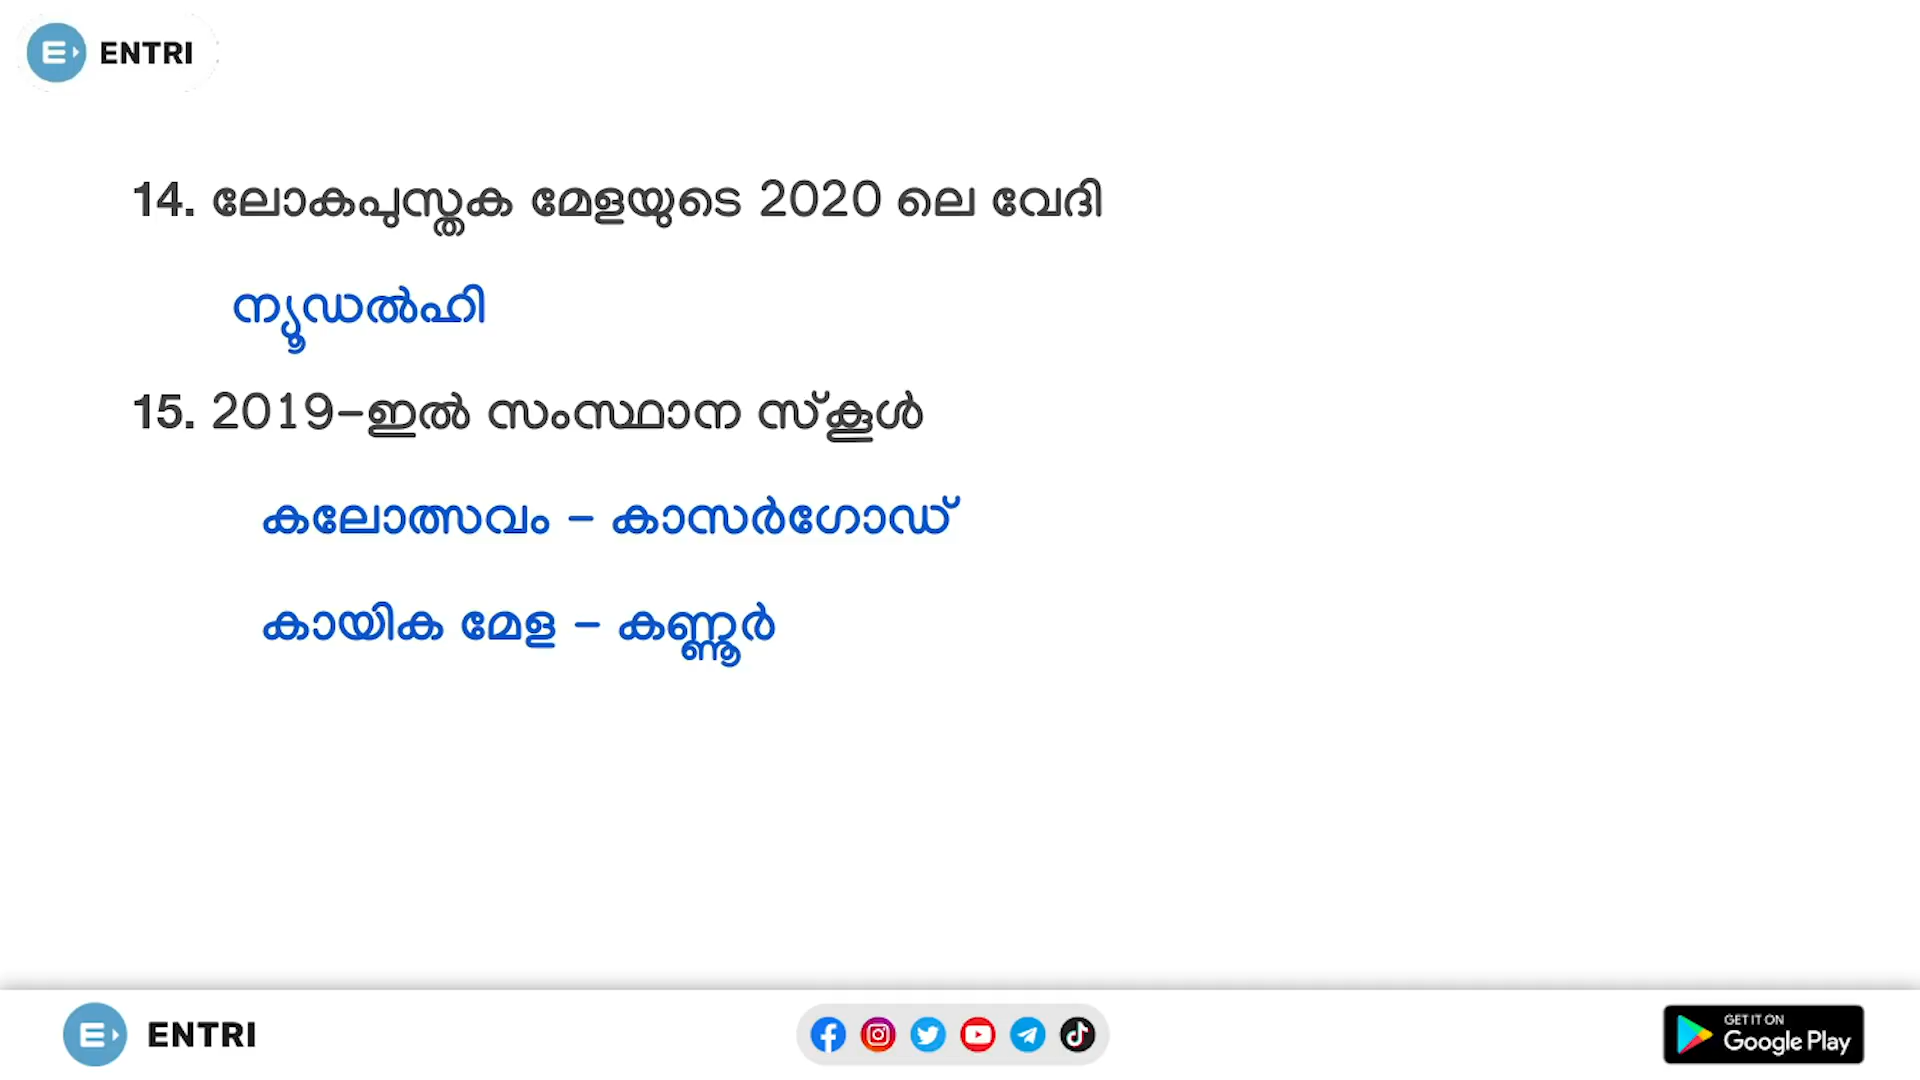 ENTRI
14. ലോകപുസ്തക മേളയുടെ 2020 ലെ വേദി
ന്യൂഡൽഹി
15. 2019-ഇൽ സംസ്ഥാന സ്കൂൾ
കലോത്സവം - കാസർഗോഡ്
കായിക മേള - കണ്ണൂർ
ENTRI
GET IT ON
Google Play